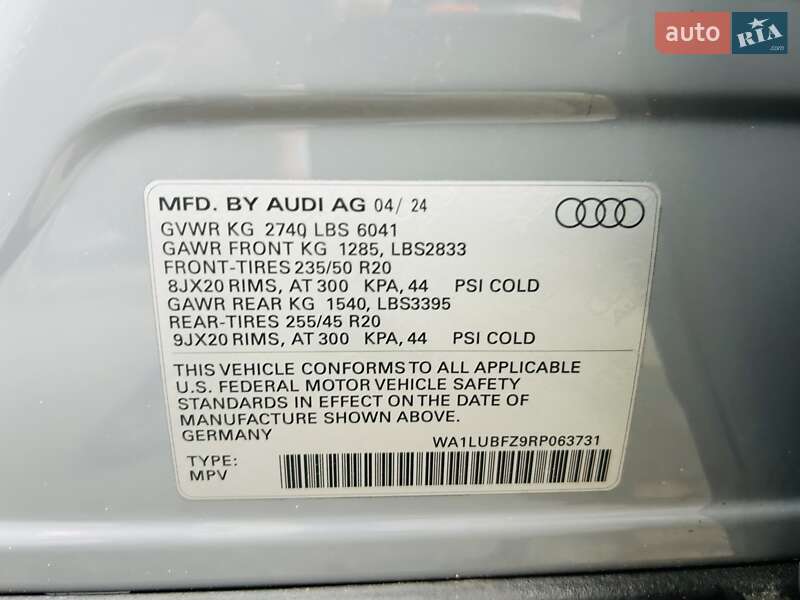 auto RIA .com
MFD. BY AUDI AG 04/ 24
GVWR KG 2740 LBS 6041
GAWR FRONT KG 1285, LBS2833
FRONT-TIRES 235/50 R20
8JX20 RIMS, AT 300 KPA, 44 PSI COLD
GAWR REAR KG 1540, LBS3395
REAR-TIRES 255/45 R20
9JX20 RIMS, AT 300 KPA, 44 PSI COLD
THIS VEHICLE CONFORMS TO ALL APPLICABLE
U.S. FEDERAL MOTOR VEHICLE SAFETY
STANDARDS IN EFFECT ON THE DATE OF
MANUFACTURE SHOWN ABOVE.
GERMANY WA1LUBFZ9RP063731
TYPE:
MPV